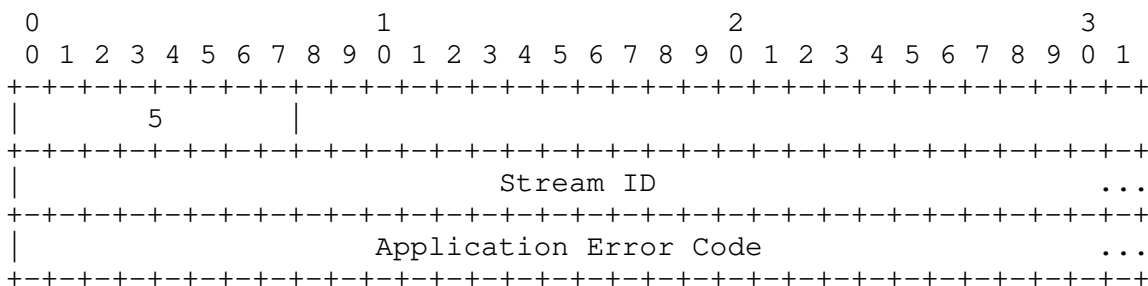 0                   1                   2                   3
0 1 2 3 4 5 6 7 8 9 0 1 2 3 4 5 6 7 8 9 0 1 2 3 4 5 6 7 8 9 0 1
+-+-+-+-+-+-+-+-+-+-+-+-+-+-+-+-+-+-+-+-+-+-+-+-+-+-+-+-+-+-+-+-+
|       5       |
+-+-+-+-+-+-+-+-+-+-+-+-+-+-+-+-+-+-+-+-+-+-+-+-+-+-+-+-+-+-+-+-+
|                          Stream ID                         ...
+-+-+-+-+-+-+-+-+-+-+-+-+-+-+-+-+-+-+-+-+-+-+-+-+-+-+-+-+-+-+-+-+
|                   Application Error Code                   ...
+-+-+-+-+-+-+-+-+-+-+-+-+-+-+-+-+-+-+-+-+-+-+-+-+-+-+-+-+-+-+-+-+